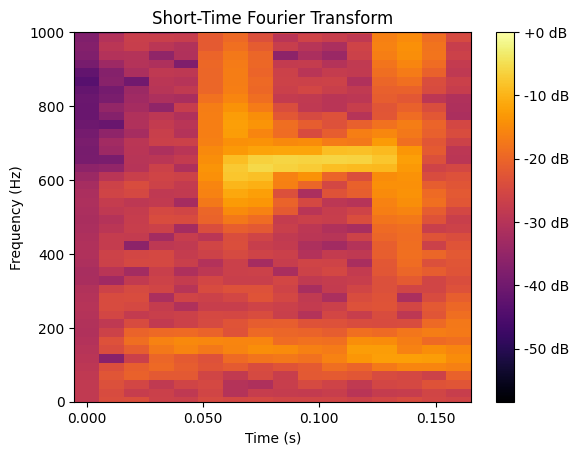 Short-Time Fourier Transform
1000
800
600
400
200
0
Frequency (Hz)
0.000
0.050
0.100
0.150
Time (s)
+0 dB
-10 dB
-20 dB
-30 dB
-40 dB
-50 dB